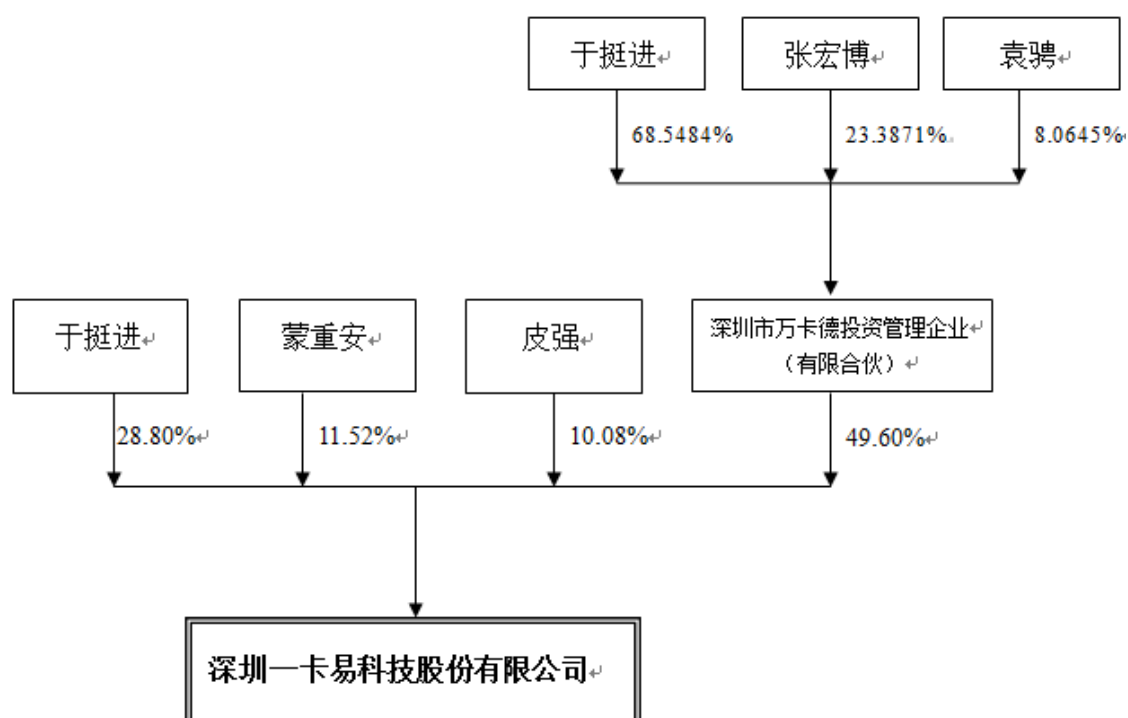 于挺进
张宏博
袁骋
68.5484%
23.3871%
8.0645%
于挺进
蒙重安
皮强
深圳市万卡德投资管理企业
（有限合伙）
28.80%
11.52%
10.08%
49.60%
深圳一卡易科技股份有限公司